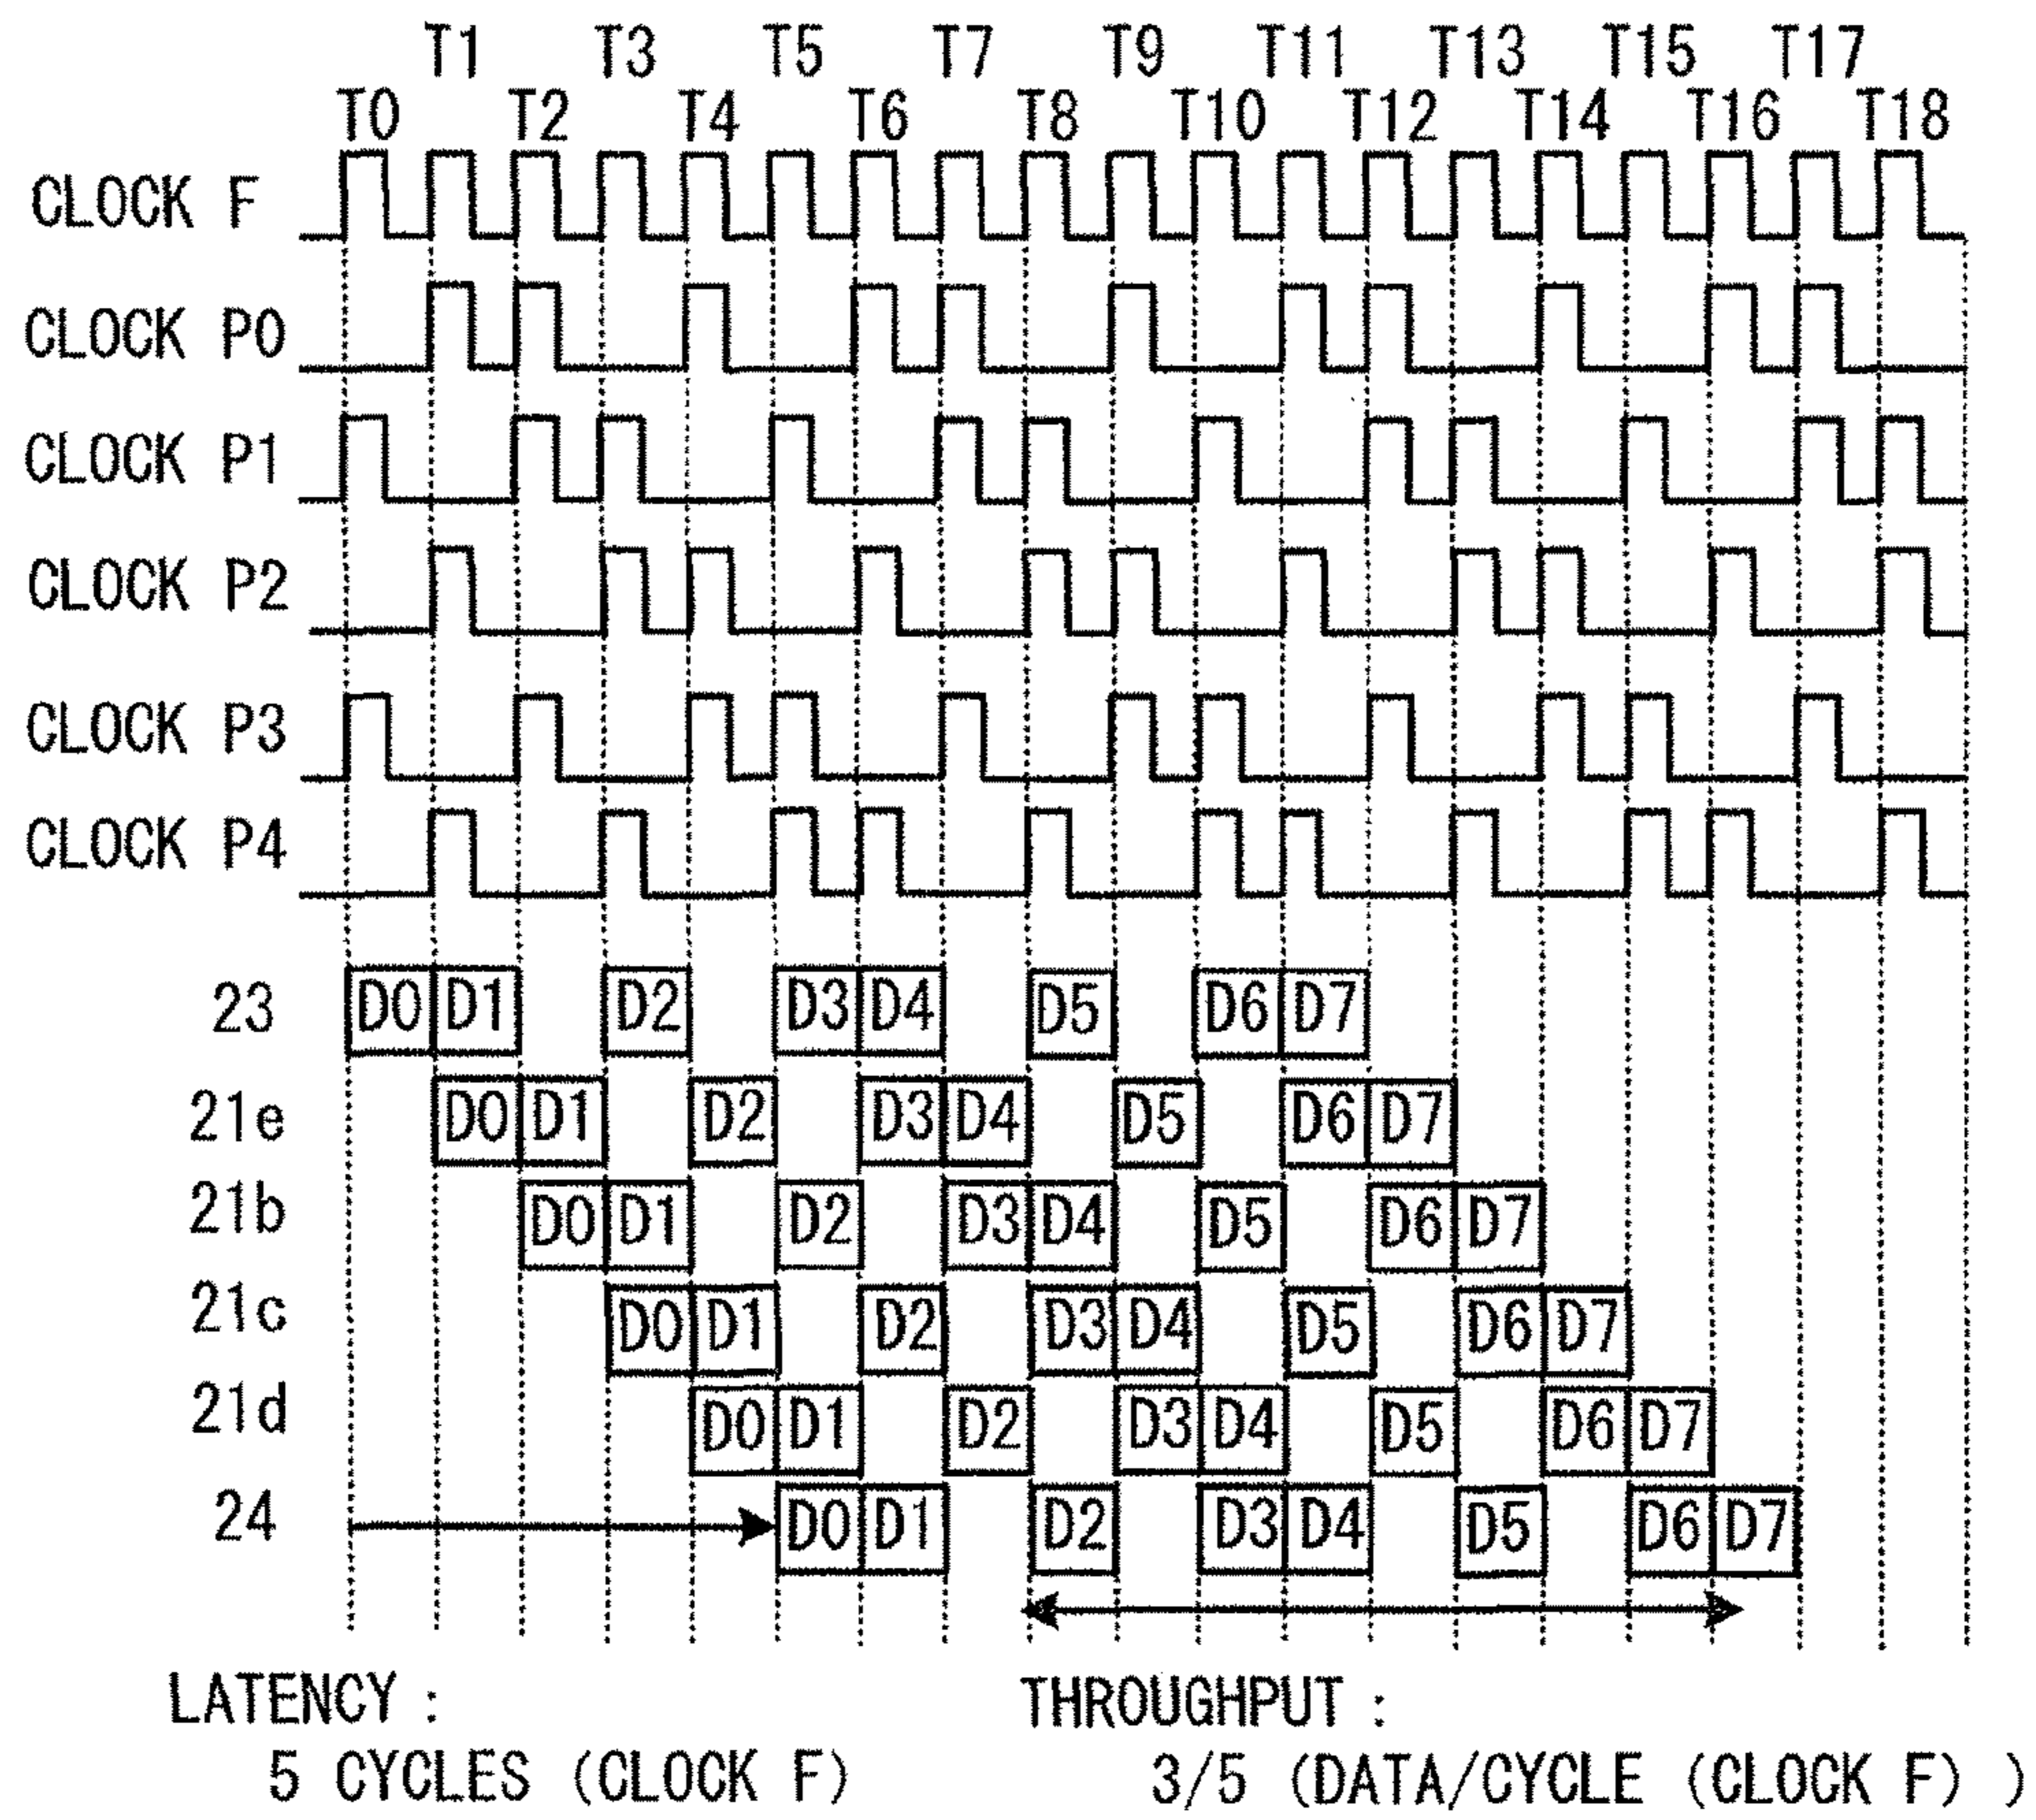 T1 T3 T5 T7 T9 T11 T13 T15 T17
T0 T2 T4 T6 T8 T10 T12 T14 T16 T18
CLOCK F
CLOCK P0
CLOCK P1
CLOCK P2
CLOCK P3
CLOCK P4
23 D0 D1 D2 D3 D4 D5 D6 D7
21e D0 D1 D2 D3 D4 D5 D6 D7
21b D0 D1 D2 D3 D4 D5 D6 D7
21c D0 D1 D2 D3 D4 D5 D6 D7
21d D0 D1 D2 D3 D4 D5 D6 D7
24 D0 D1 D2 D3 D4 D5 D6 D7
LATENCY :
5 CYCLES (CLOCK F)
THROUGHPUT :
3/5 (DATA/CYCLE (CLOCK F) )